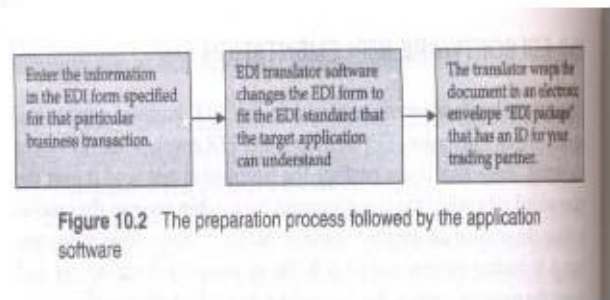 Enter the information
in the EDI form specified
for that particular
business transaction.
EDI translator software
changes the EDI form to
fit the EDI standard that
the target application
can understand
The translator wraps the
document in an electronic
envelope "EDI package"
that has an ID for your
trading partner.
Figure 10.2 The preparation process followed by the application
software